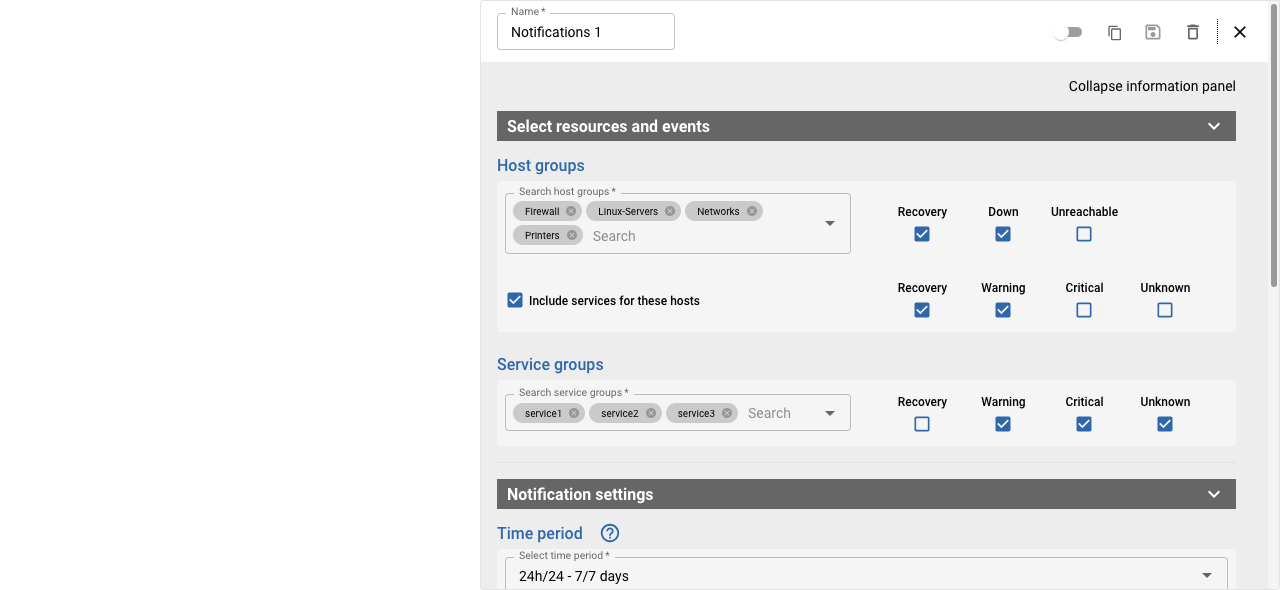 Name *
Notifications 1
Collapse information panel
Select resources and events
Host groups
Search host groups *
Firewall Linux-Servers Networks
Printers Search
Recovery Down Unreachable
Include services for these hosts
Recovery Warning Critical Unknown
Service groups
Search service groups *
service1 service2 service3 Search
Recovery Warning Critical Unknown
Notification settings
Time period ?
Select time period *
24h/24 - 7/7 days